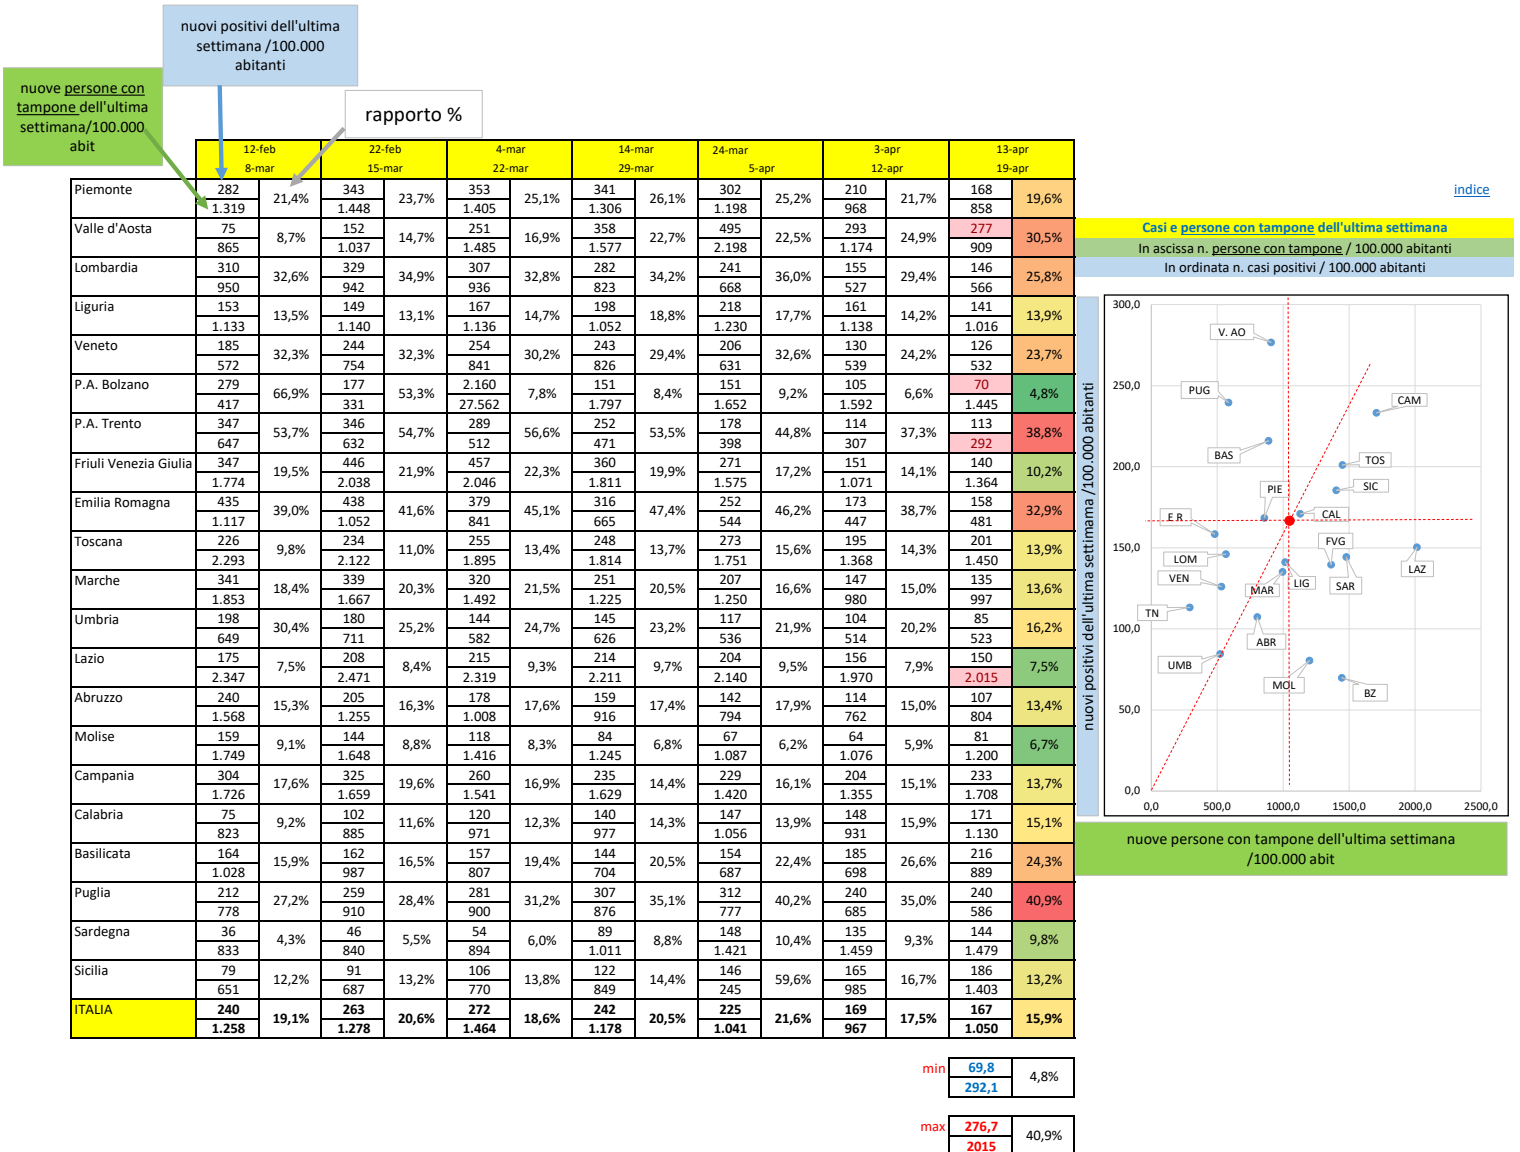 nuovi positivi dell'ultima
settimana /100.000
abitanti
nuove persone con
tampone dell'ultima
settimana/100.000
abit
rapporto %
12-feb 22-feb 4-mar 14-mar 24-mar 3-apr 13-apr
8-mar 15-mar 22-mar 29-mar 5-apr 12-apr 19-apr
Piemonte 282 21,4% 343 23,7% 353 25,1% 341 26,1% 302 25,2% 210 21,7% 168 19,6%
1.319 1.448 1.405 1.306 1.198 968 858
Valle d'Aosta 75 8,7% 152 14,7% 251 16,9% 358 22,7% 495 22,5% 293 24,9% 277 30,5%
865 1.037 1.485 1.577 2.198 1.174 909
Lombardia 310 32,6% 329 34,9% 307 32,8% 282 34,2% 241 36,0% 155 29,4% 146 25,8%
950 942 936 823 668 527 566
Liguria 153 13,5% 149 13,1% 167 14,7% 198 18,8% 218 17,7% 161 14,2% 141 13,9%
1.133 1.140 1.136 1.052 1.230 1.138 1.016
Veneto 185 32,3% 244 32,3% 254 30,2% 243 29,4% 206 32,6% 130 24,2% 126 23,7%
572 754 841 826 631 539 532
P.A. Bolzano 279 66,9% 177 53,3% 2.160 7,8% 151 8,4% 151 9,2% 105 6,6% 70 4,8%
417 331 27.562 1.797 1.652 1.592 1.445
P.A. Trento 347 53,7% 346 54,7% 289 56,6% 252 53,5% 178 44,8% 114 37,3% 113 38,8%
647 632 512 471 398 307 292
Friuli Venezia Giulia 347 19,5% 446 21,9% 457 22,3% 360 19,9% 271 17,2% 151 14,1% 140 10,2%
1.774 2.038 2.046 1.811 1.575 1.071 1.364
Emilia Romagna 435 39,0% 438 41,6% 379 45,1% 316 47,4% 252 46,2% 173 38,7% 158 32,9%
1.117 1.052 841 665 544 447 481
Toscana 226 9,8% 234 11,0% 255 13,4% 248 13,7% 273 15,6% 195 14,3% 201 13,9%
2.293 2.122 1.895 1.814 1.751 1.368 1.450
Marche 341 18,4% 339 20,3% 320 21,5% 251 20,5% 207 16,6% 147 15,0% 135 13,6%
1.853 1.667 1.492 1.225 1.250 980 997
Umbria 198 30,4% 180 25,2% 144 24,7% 145 23,2% 117 21,9% 104 20,2% 85 16,2%
649 711 582 626 536 514 523
Lazio 175 7,5% 208 8,4% 215 9,3% 214 9,7% 204 9,5% 156 7,9% 150 7,5%
2.347 2.471 2.319 2.211 2.140 1.970 2.015
Abruzzo 240 15,3% 205 16,3% 178 17,6% 159 17,4% 142 17,9% 114 15,0% 107 13,4%
1.568 1.255 1.008 916 794 762 804
Molise 159 9,1% 144 8,8% 118 8,3% 84 6,8% 67 6,2% 64 5,9% 81 6,7%
1.749 1.648 1.416 1.245 1.087 1.076 1.200
Campania 304 17,6% 325 19,6% 260 16,9% 235 14,4% 229 16,1% 204 15,1% 233 13,7%
1.726 1.659 1.541 1.629 1.420 1.355 1.708
Calabria 75 9,2% 102 11,6% 120 12,3% 140 14,3% 147 13,9% 148 15,9% 171 15,1%
823 885 971 977 1.056 931 1.130
Basilicata 164 15,9% 162 16,5% 157 19,4% 144 20,5% 154 22,4% 185 26,6% 216 24,3%
1.028 987 807 704 687 698 889
Puglia 212 27,2% 259 28,4% 281 31,2% 307 35,1% 312 40,2% 240 35,0% 240 40,9%
778 910 900 876 777 685 586
Sardegna 36 4,3% 46 5,5% 54 6,0% 89 8,8% 148 10,4% 135 9,3% 144 9,8%
833 840 894 1.011 1.421 1.459 1.479
Sicilia 79 12,2% 91 13,2% 106 13,8% 122 14,4% 146 59,6% 165 16,7% 186 13,2%
651 687 770 849 245 985 1.403
ITALIA 240 19,1% 263 20,6% 272 18,6% 242 20,5% 225 21,6% 169 17,5% 167 15,9%
1.258 1.278 1.464 1.178 1.041 967 1.050
min 69,8 4,8%
292,1
max 276,7 40,9%
2015
indice
Casi e persone con tampone dell'ultima settimana
In ascissa n. persone con tampone / 100.000 abitanti
In ordinata n. casi positivi / 100.000 abitanti
nuovi positivi dell'ultima settimamana /100.000 abitanti
300,0
250,0
200,0
150,0
100,0
50,0
0,0
V. AO
PUG
CAM
BAS
TOS
PIE
SIC
E R
CAL
FVG
LOM
LAZ
VEN
MAR
LIG
SAR
TN
ABR
UMB
MOL
BZ
0,0 500,0 1000,0 1500,0 2000,0 2500,0
nuove persone con tampone dell'ultima settimana
/100.000 abit